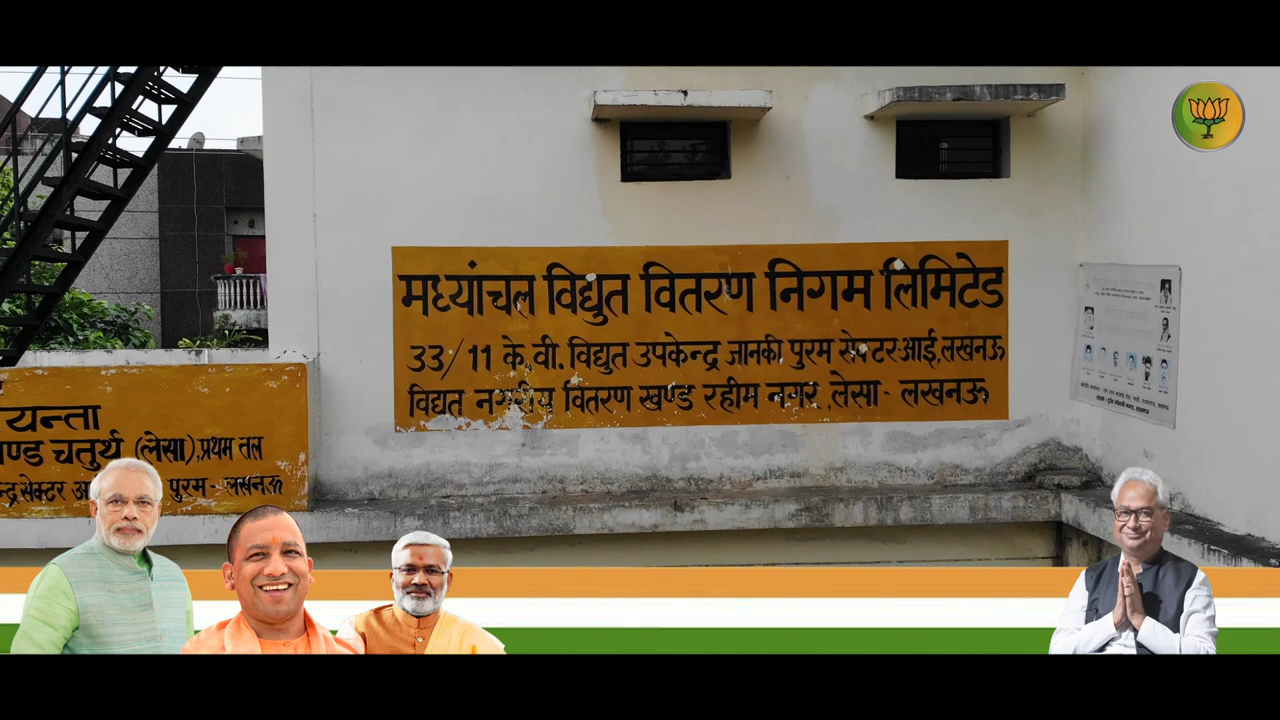 मध्यांचल विद्युत वितरण निगम लिमिटेड
33/11 के.वी. विद्युत उपकेन्द्र जानकी पुरम सेक्टर आई, लखनऊ
विद्युत नगरीय वितरण खण्ड रहीम नगर, लेसा - लखनऊ
यन्ता
ण्ड चतुर्थ (लेसा), प्रथम तल
न्द्र सेक्टर पुरम - लखनऊ